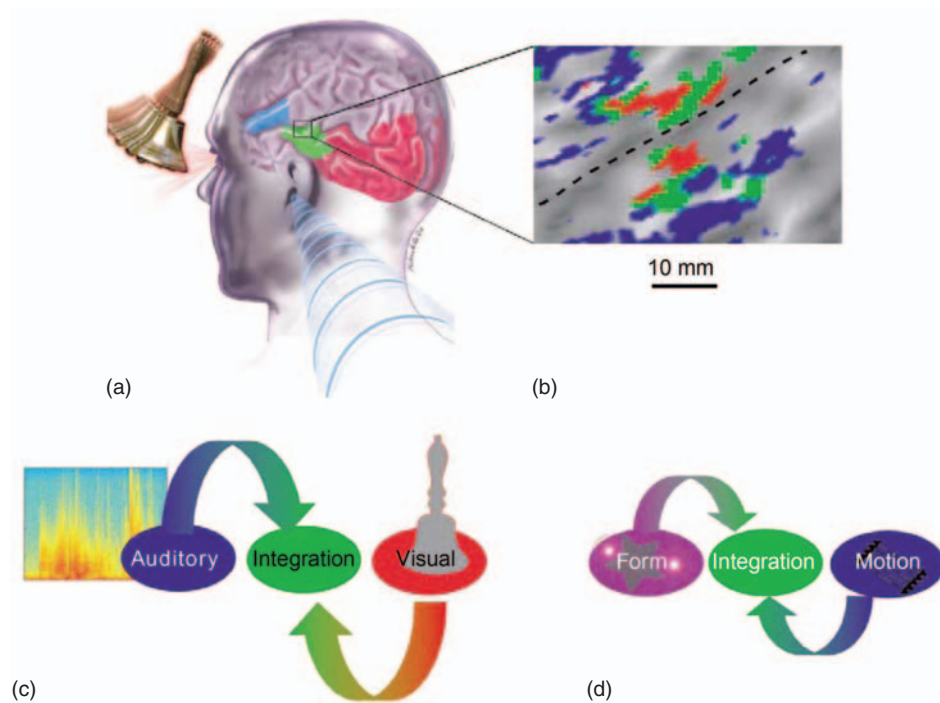 10 mm
(a)
(b)
Auditory
Integration
Visual
Form
Integration
Motion
(c)
(d)